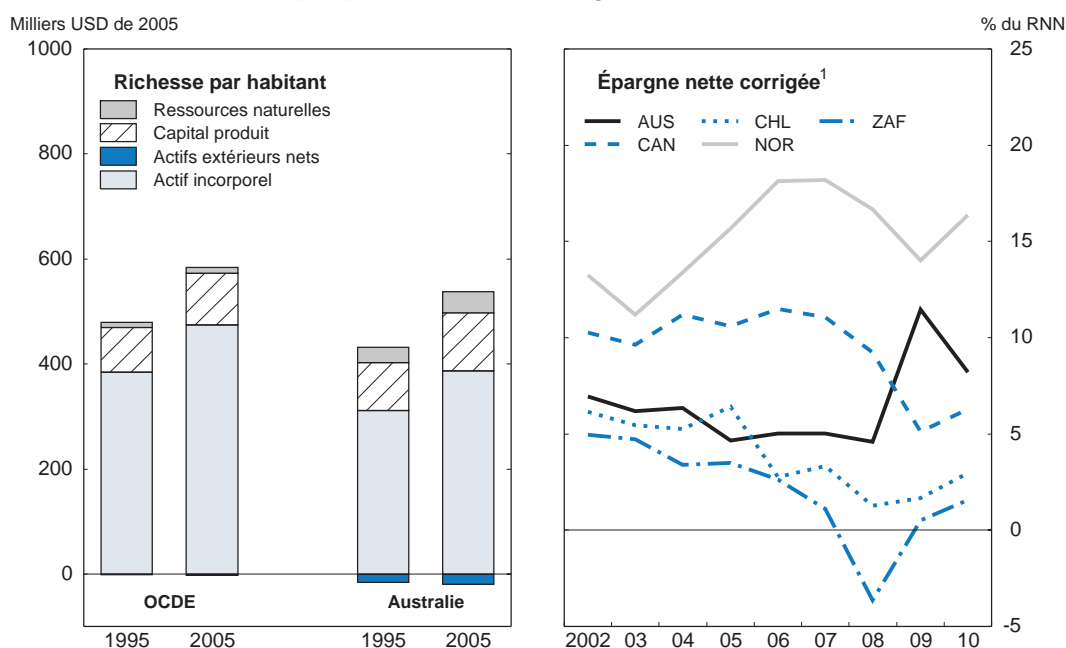 Milliers USD de 2005
% du RNN
1000
800
600
400
200
0
Richesse par habitant
Ressources naturelles
Capital produit
Actifs extérieurs nets
Actif incorporel
OCDE
Australie
1995 2005 1995 2005
Épargne nette corrigée1
AUS CHL ZAF
CAN NOR
25
20
15
10
5
0
-5
2002 03 04 05 06 07 08 09 10